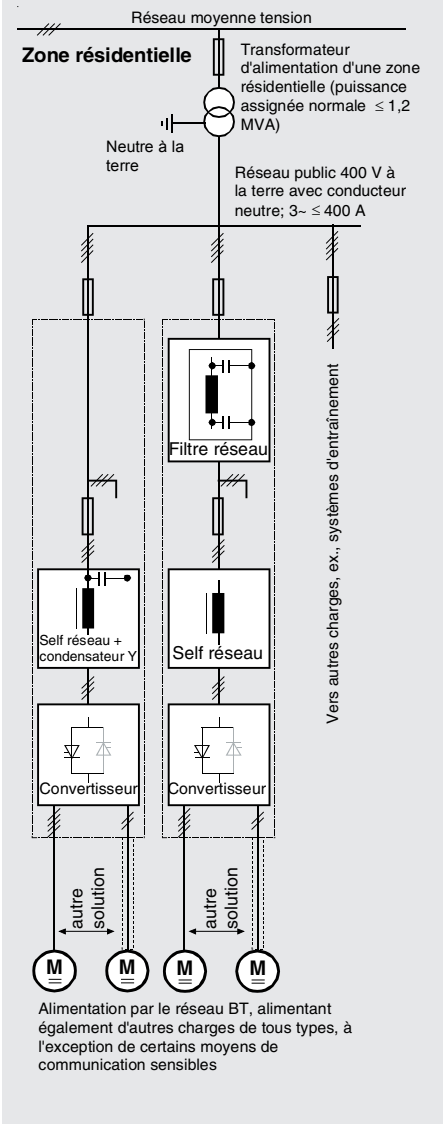 Réseau moyenne tension
Zone résidentielle
Transformateur
d'alimentation d'une zone
résidentielle (puissance
assignée normale ≤ 1,2
MVA)
Neutre à la
terre
Réseau public 400 V à
la terre avec conducteur
neutre; 3~ ≤ 400 A
Filtre réseau
Vers autres charges, ex., systèmes d'entraînement
Self réseau +
condensateur Y
Self réseau
Convertisseur
Convertisseur
autre
solution
autre
solution
M
M
M
M
Alimentation par le réseau BT, alimentant
également d'autres charges de tous types, à
l'exception de certains moyens de
communication sensibles